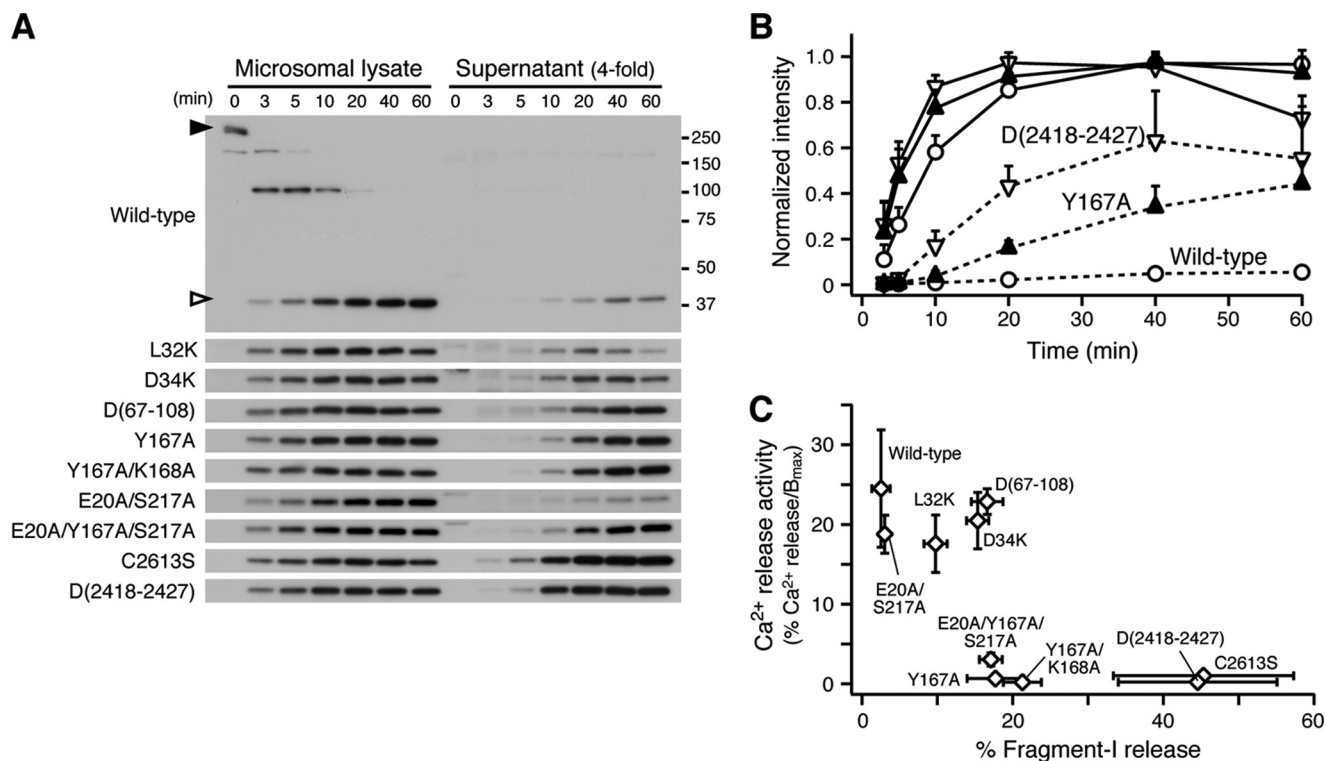 A
Microsomal lysate
Supernatant (4-fold)
(min) 0 3 5 10 20 40 60 0 3 5 10 20 40 60
250
150
100
Wild-type
75
50
37
L32K
D34K
D(67-108)
Y167A
Y167A/K168A
E20A/S217A
E20A/Y167A/S217A
C2613S
D(2418-2427)
B
Normalized intensity
1.0
0.8
0.6
0.4
0.2
0
D(2418-2427)
Y167A
Wild-type
0 10 20 30 40 50 60
Time (min)
C
Ca2+ release activity
(% Ca2+ release/Bmax)
30
20
10
0
Wild-type
L32K
D(67-108)
D34K
E20A/
S217A
E20A/Y167A/
S217A
Y167A/
K168A
Y167A
D(2418-2427)
C2613S
0 20 40 60
% Fragment-I release